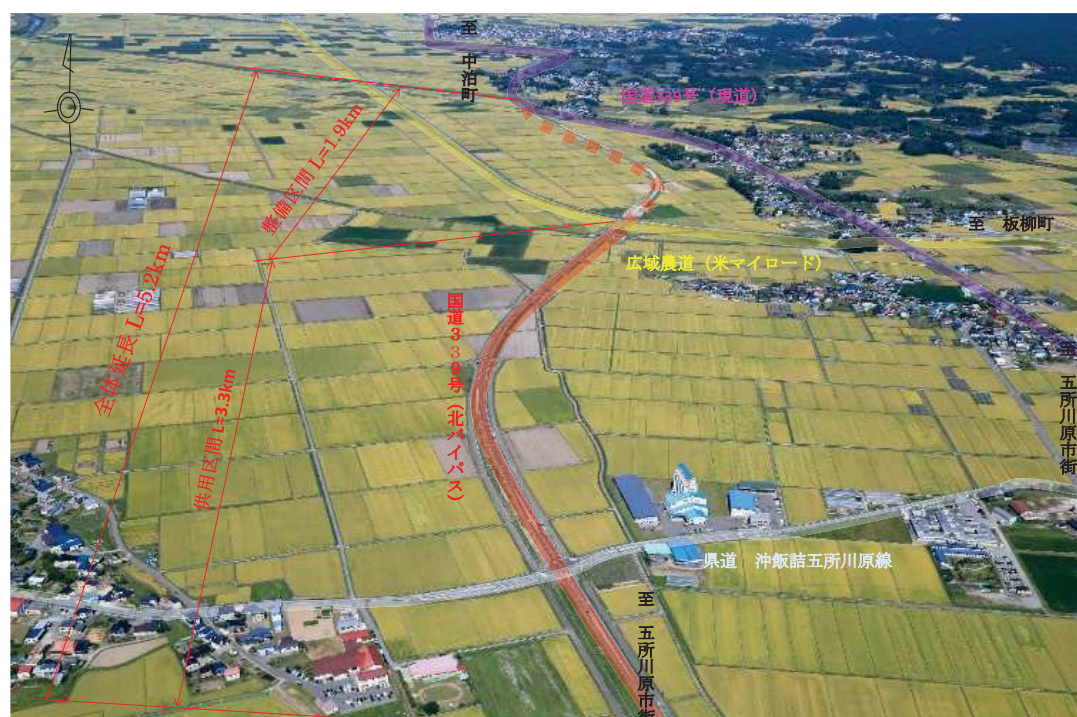 至　中泊町
国道339号（現道）
整備区間 L=1.9km
至　板柳町
全体延長 L=5.2km
広域農道（米マイロード）
国道３３９号（北バイパス）
至　五所川原市街
供用区間 L=3.3km
県道　沖飯詰五所川原線
至　五所川原市街